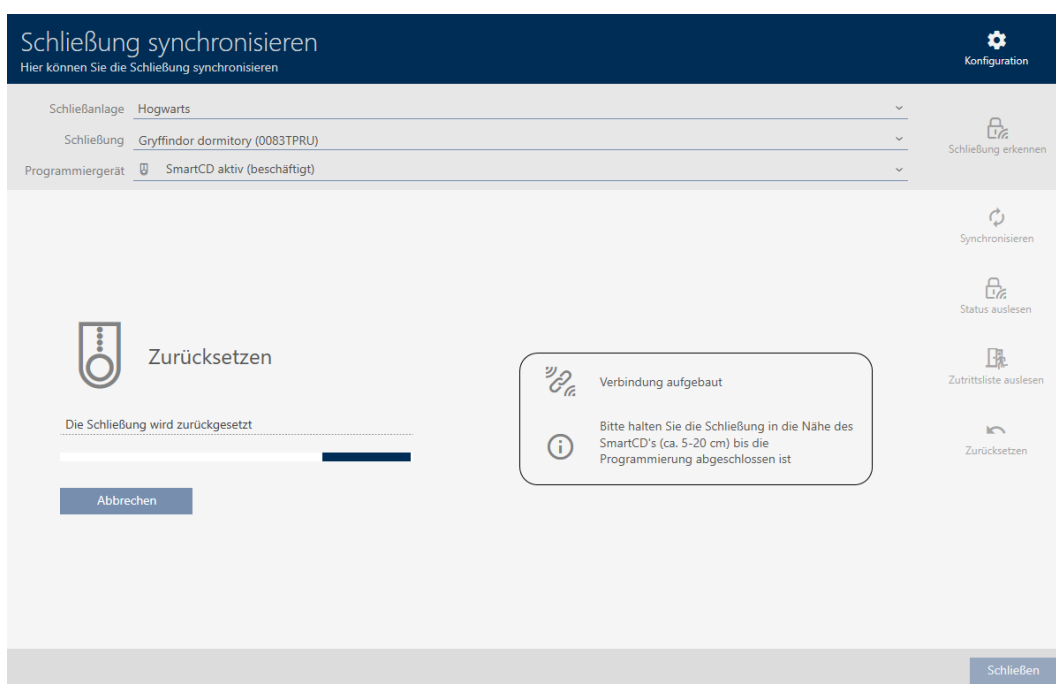 Schließung synchronisieren
Hier können Sie die Schließung synchronisieren
Konfiguration
Schließanlage Hogwarts
Schließung Gryffindor dormitory (0083TPRU)
Programmiergerät SmartCD aktiv (beschäftigt)
Schließung erkennen
Synchronisieren
Status auslesen
Zutrittsliste auslesen
Zurücksetzen
Zurücksetzen
Die Schließung wird zurückgesetzt
Abbrechen
Verbindung aufgebaut
Bitte halten Sie die Schließung in die Nähe des
SmartCD's (ca. 5-20 cm) bis die
Programmierung abgeschlossen ist
Schließen